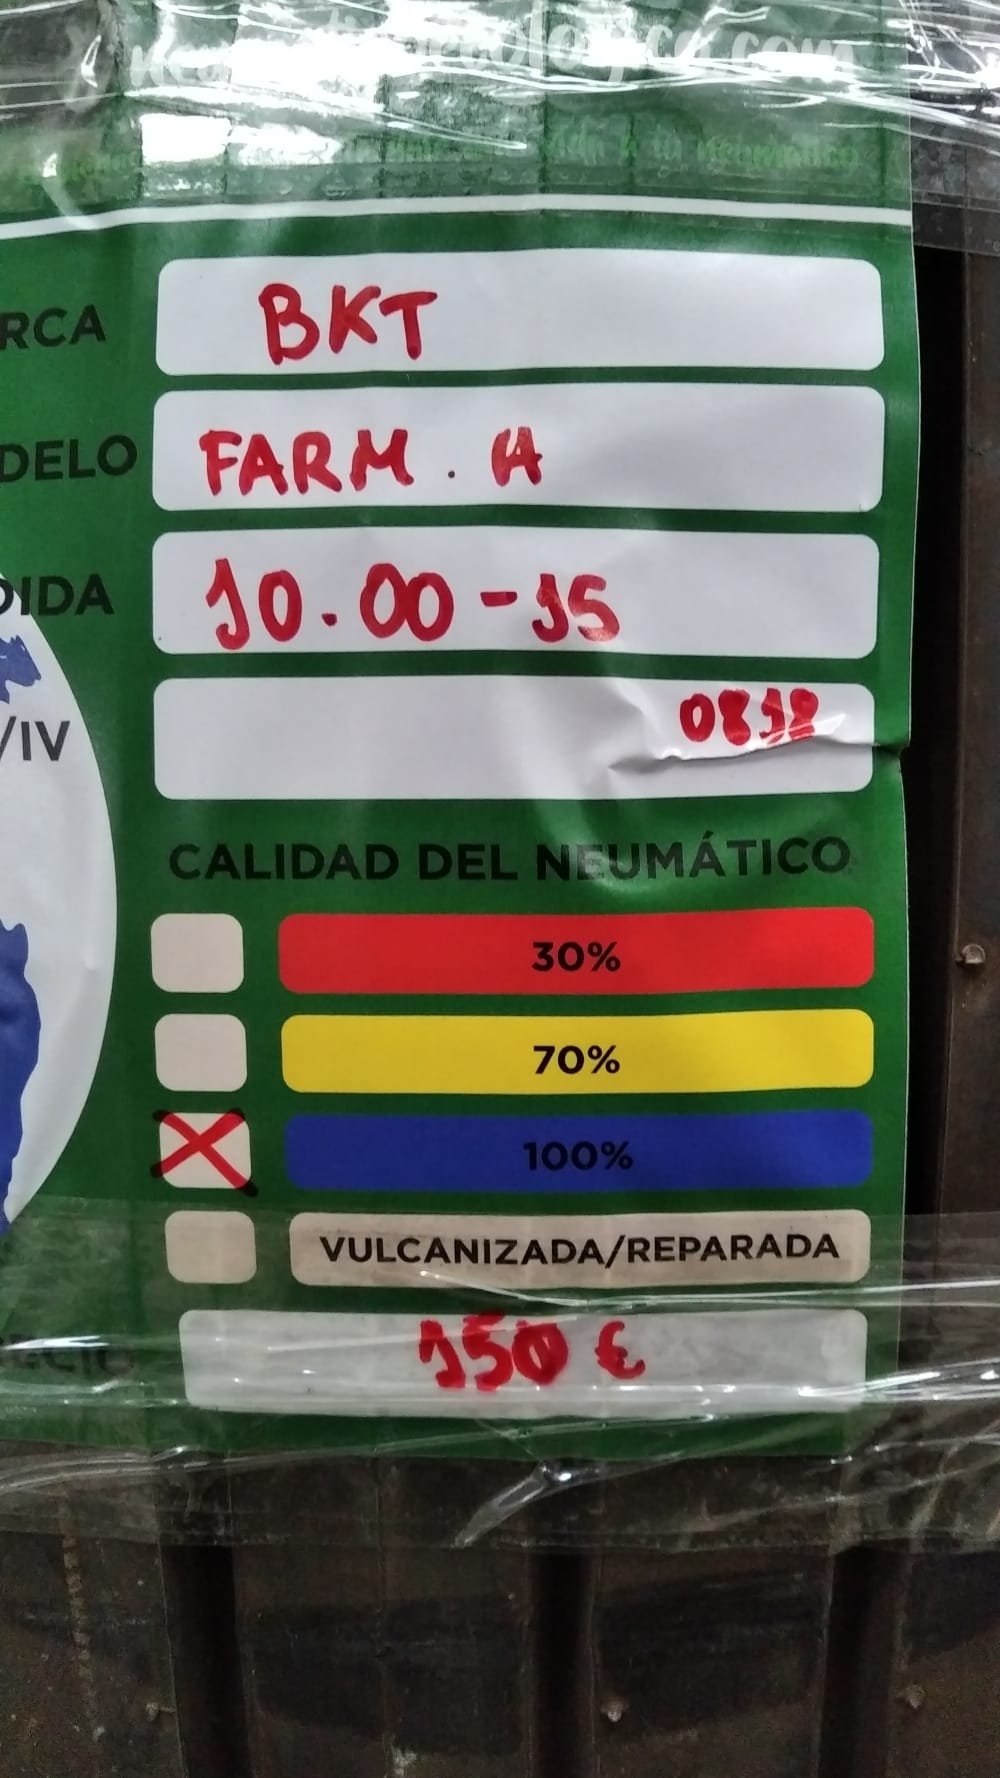 RCA BKT
DELO FARM. H
DIDA 10.00-15
/IV 0818
CALIDAD DEL NEUMÁTICO
30%
70%
100%
VULCANIZADA/REPARADA
150 €